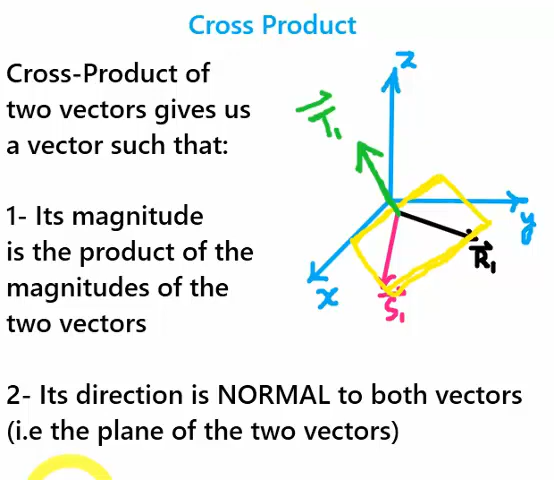 Cross Product
Cross-Product of
two vectors gives us
a vector such that:
1- Its magnitude
is the product of the
magnitudes of the
two vectors
2- Its direction is NORMAL to both vectors
(i.e the plane of the two vectors)
z
T₁
y
R₁
x
S₁